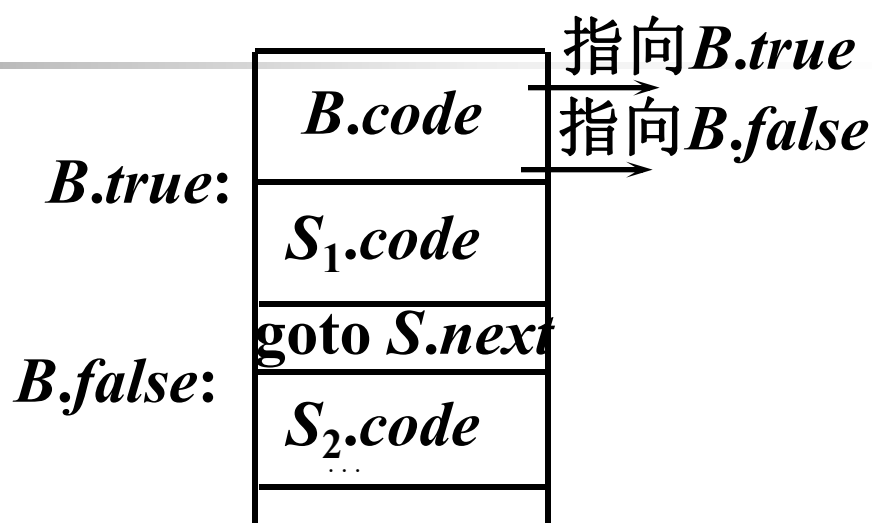 指向B.true
B.code
指向B.false
B.true:
S₁.code
goto S.next
B.false:
S₂.code
...